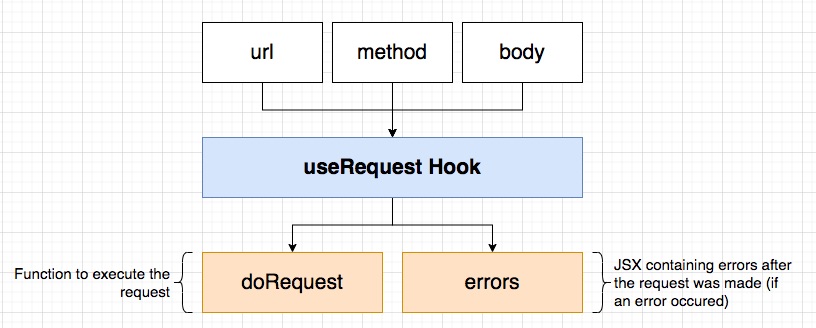 url
method
body
useRequest Hook
Function to execute the
request
doRequest
errors
JSX containing errors after
the request was made (if
an error occured)